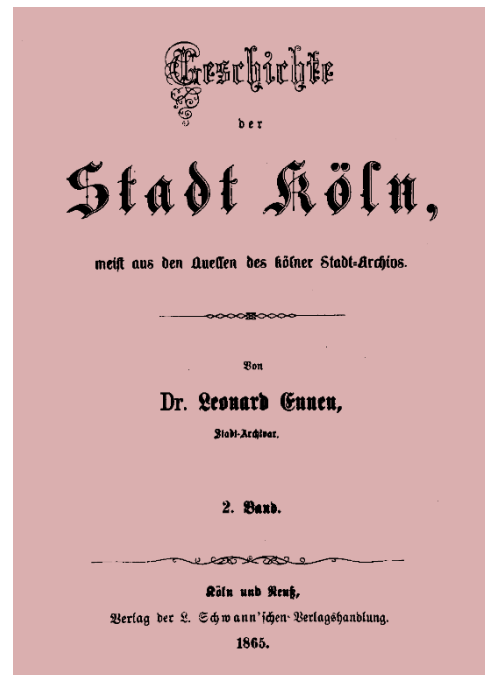 Geschichte
der
Stadt Köln,
meist aus den Quellen des kölner Stadt-Archivs.
Von
Dr. Leonard Ennen,
Stadt-Archivar.
2. Band.
Köln und Neuß,
Verlag der L. Schwann'schen Verlagshandlung.
1865.